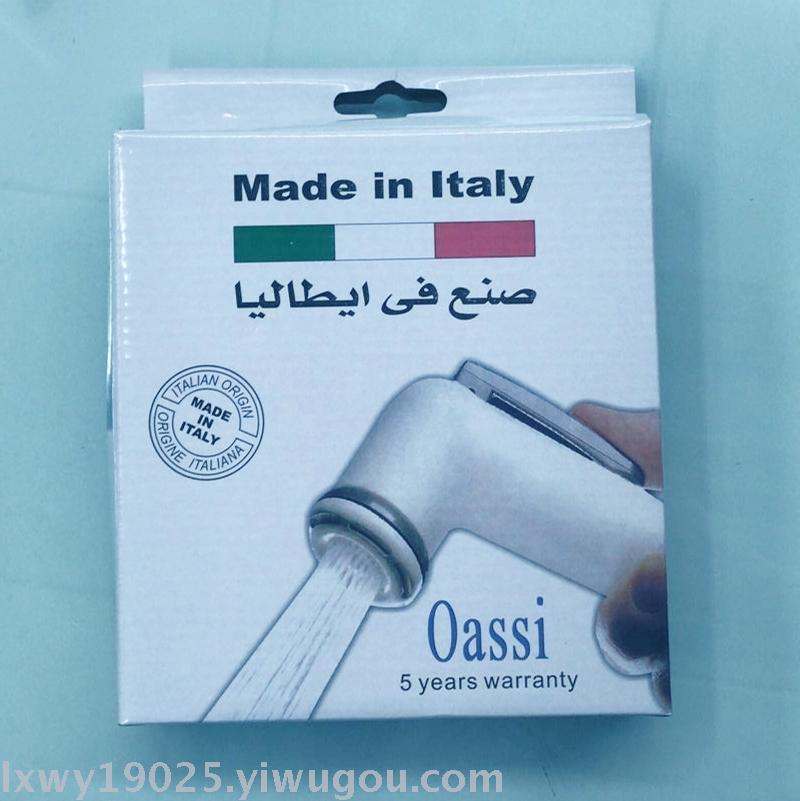 Made in Italy
صنع فى ايطاليا
ITALIAN ORIGIN
MADE
IN
ITALY
ORIGINE ITALIANA
Oassi
5 years warranty
lxwy19025.yiwugou.com